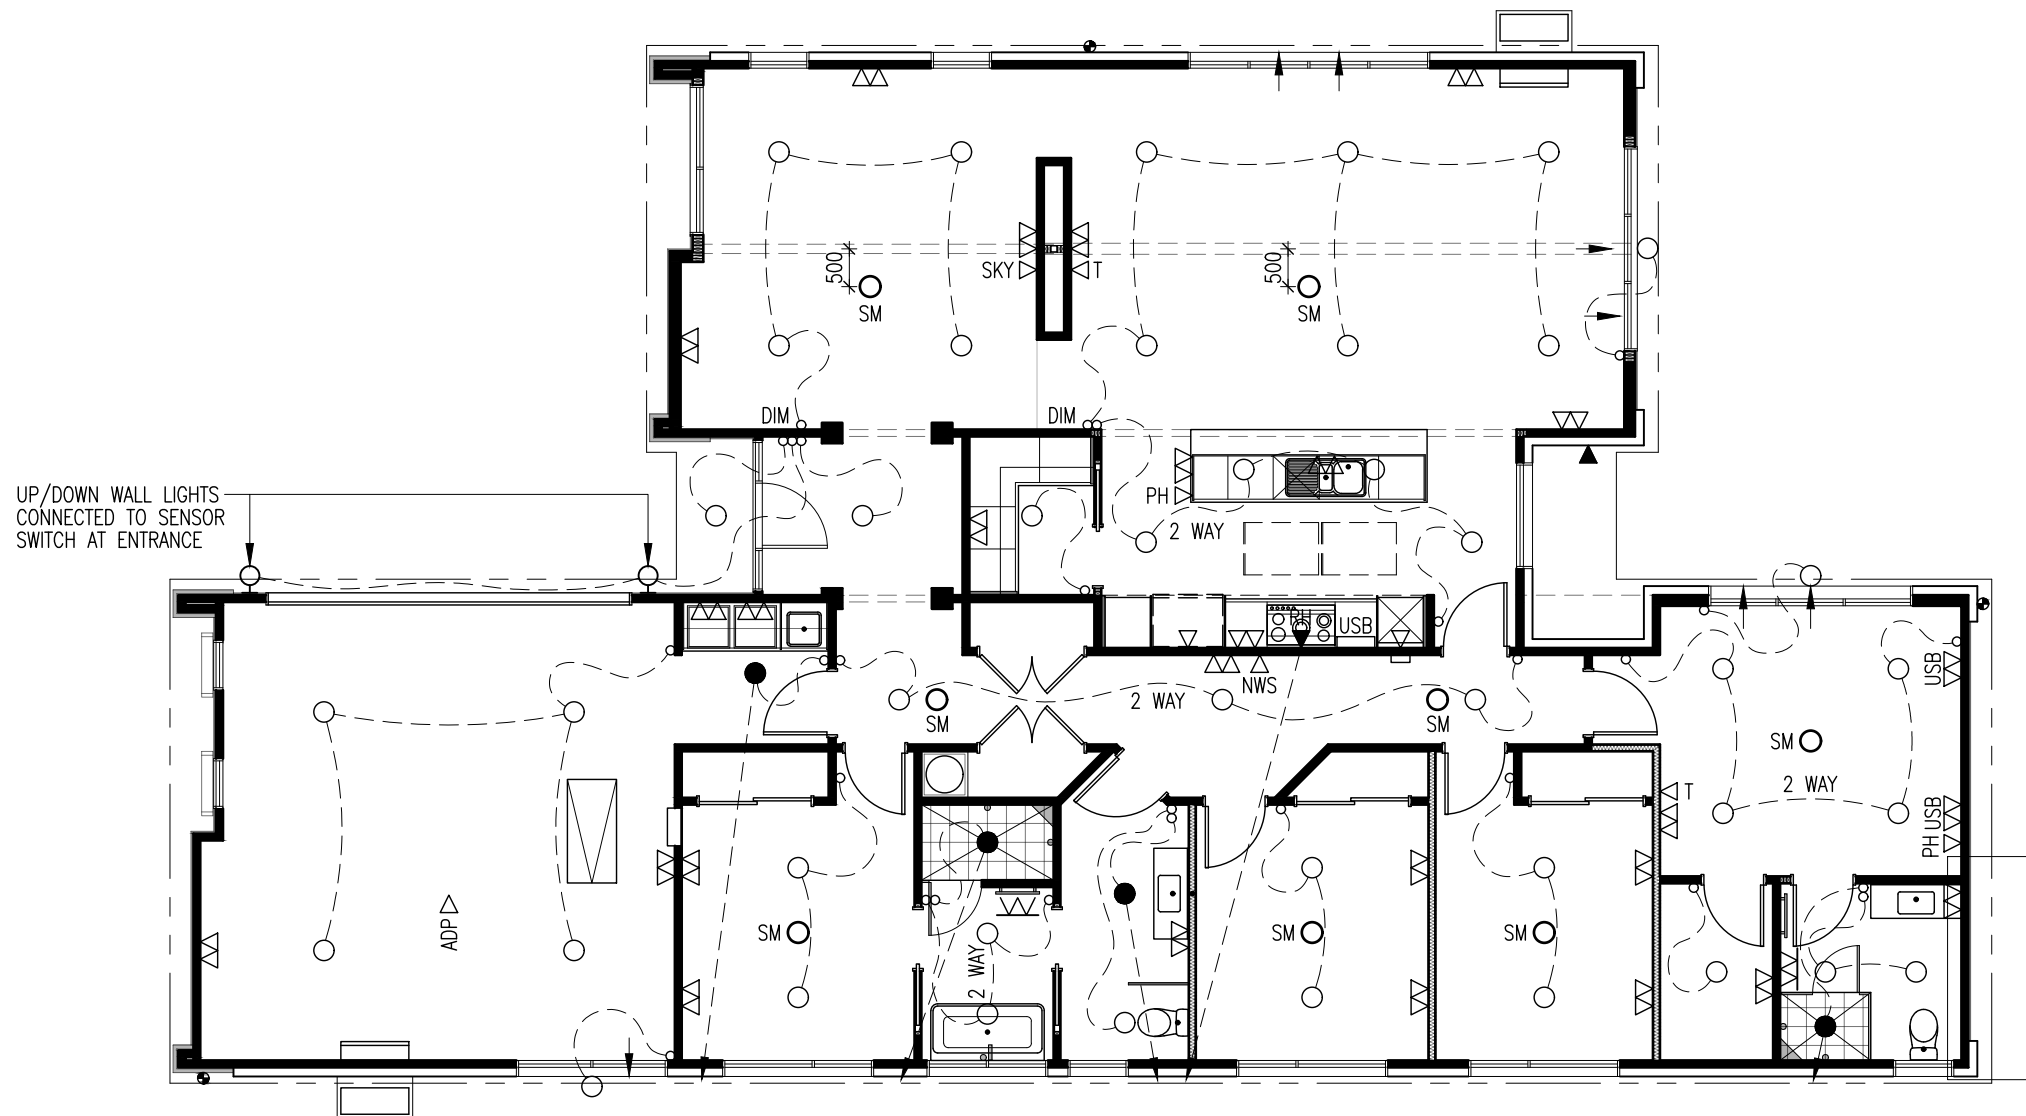 500
SM
SKY
T
500
SM
DIM
DIM
UP/DOWN WALL LIGHTS
CONNECTED TO SENSOR
SWITCH AT ENTRANCE
PH
2 WAY
PH
USB
NWS
2 WAY
SM
SM
USB
SM
2 WAY
T
USB
PH
ADP
SM
2 WAY
SM
SM